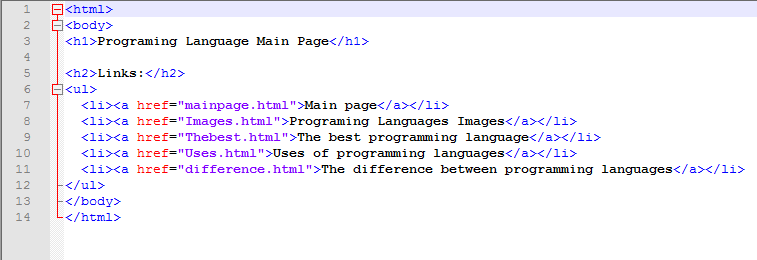 1 <html>
2 <body>
3 <h1>Programing Language Main Page</h1>
4
5 <h2>Links:</h2>
6 <ul>
7 <li><a href="mainpage.html">Main page</a></li>
8 <li><a href="Images.html">Programing Languages Images</a></li>
9 <li><a href="Thebest.html">The best programming language</a></li>
10 <li><a href="Uses.html">Uses of programming languages</a></li>
11 <li><a href="difference.html">The difference between programming languages</a></li>
12 </ul>
13 </body>
14 </html>